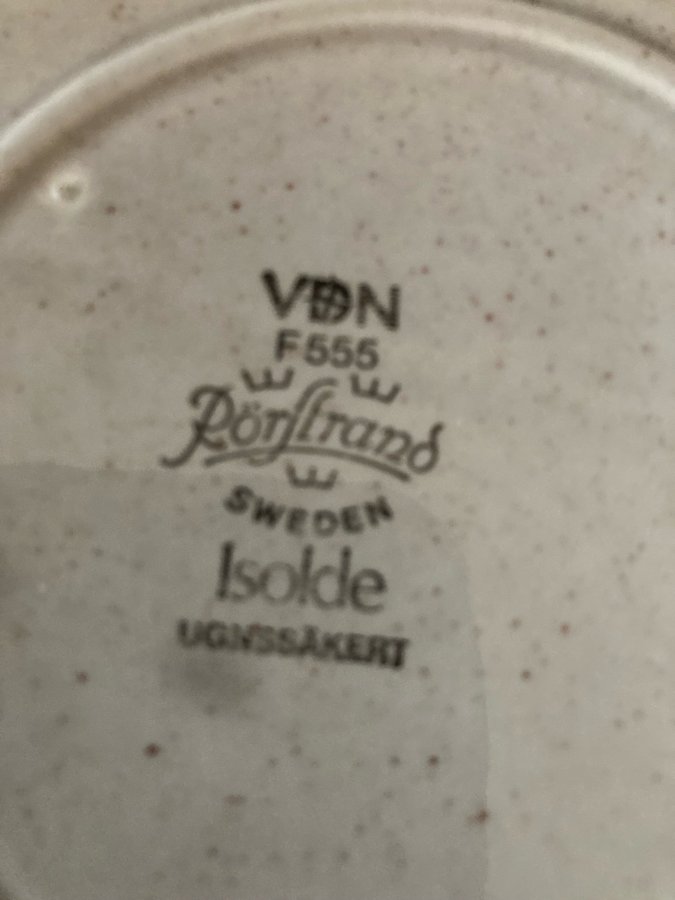 VDN
F555
Rörstrand
SWEDEN
Isolde
UGNSSÄKERT